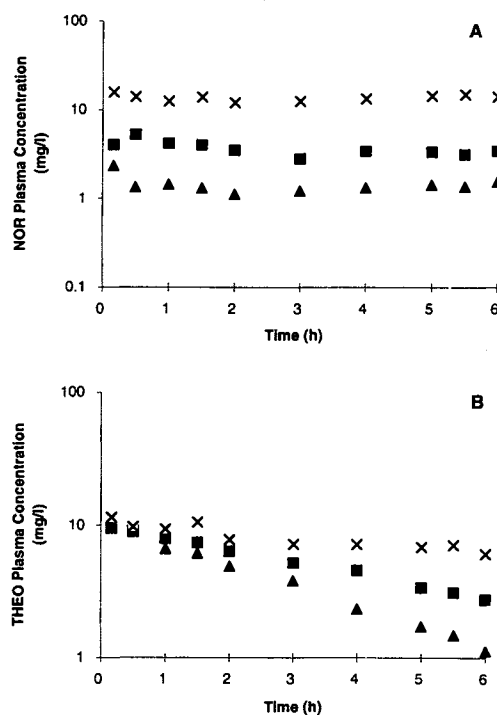 A
100
10
1
0.1
NOR Plasma Concentration
(mg/l)
0 1 2 3 4 5 6
Time (h)
B
100
10
1
THEO Plasma Concentration
(mg/l)
0 1 2 3 4 5 6
Time (h)